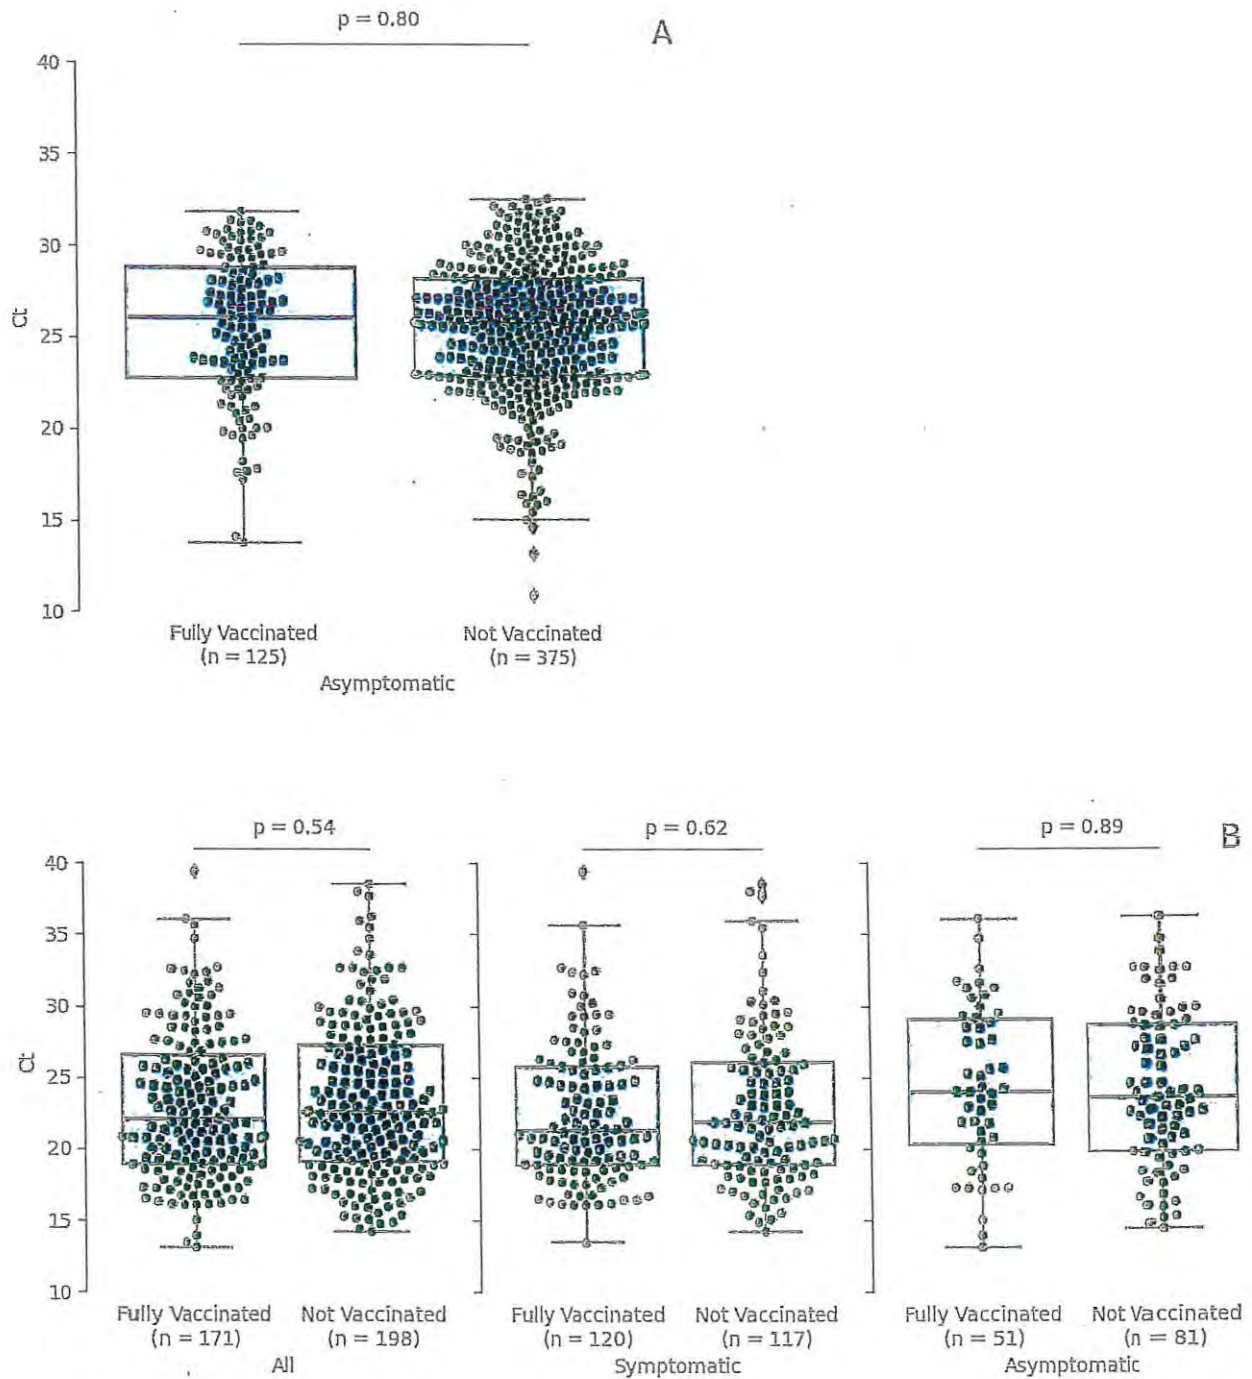 p = 0.80
A
40
35
30
25
20
15
10
Ct
Fully Vaccinated
(n = 125)
Not Vaccinated
(n = 375)
Asymptomatic
p = 0.54
p = 0.62
p = 0.89
B
40
35
30
25
20
15
10
Ct
Fully Vaccinated
(n = 171)
Not Vaccinated
(n = 198)
All
Fully Vaccinated
(n = 120)
Not Vaccinated
(n = 117)
Symptomatic
Fully Vaccinated
(n = 51)
Not Vaccinated
(n = 81)
Asymptomatic